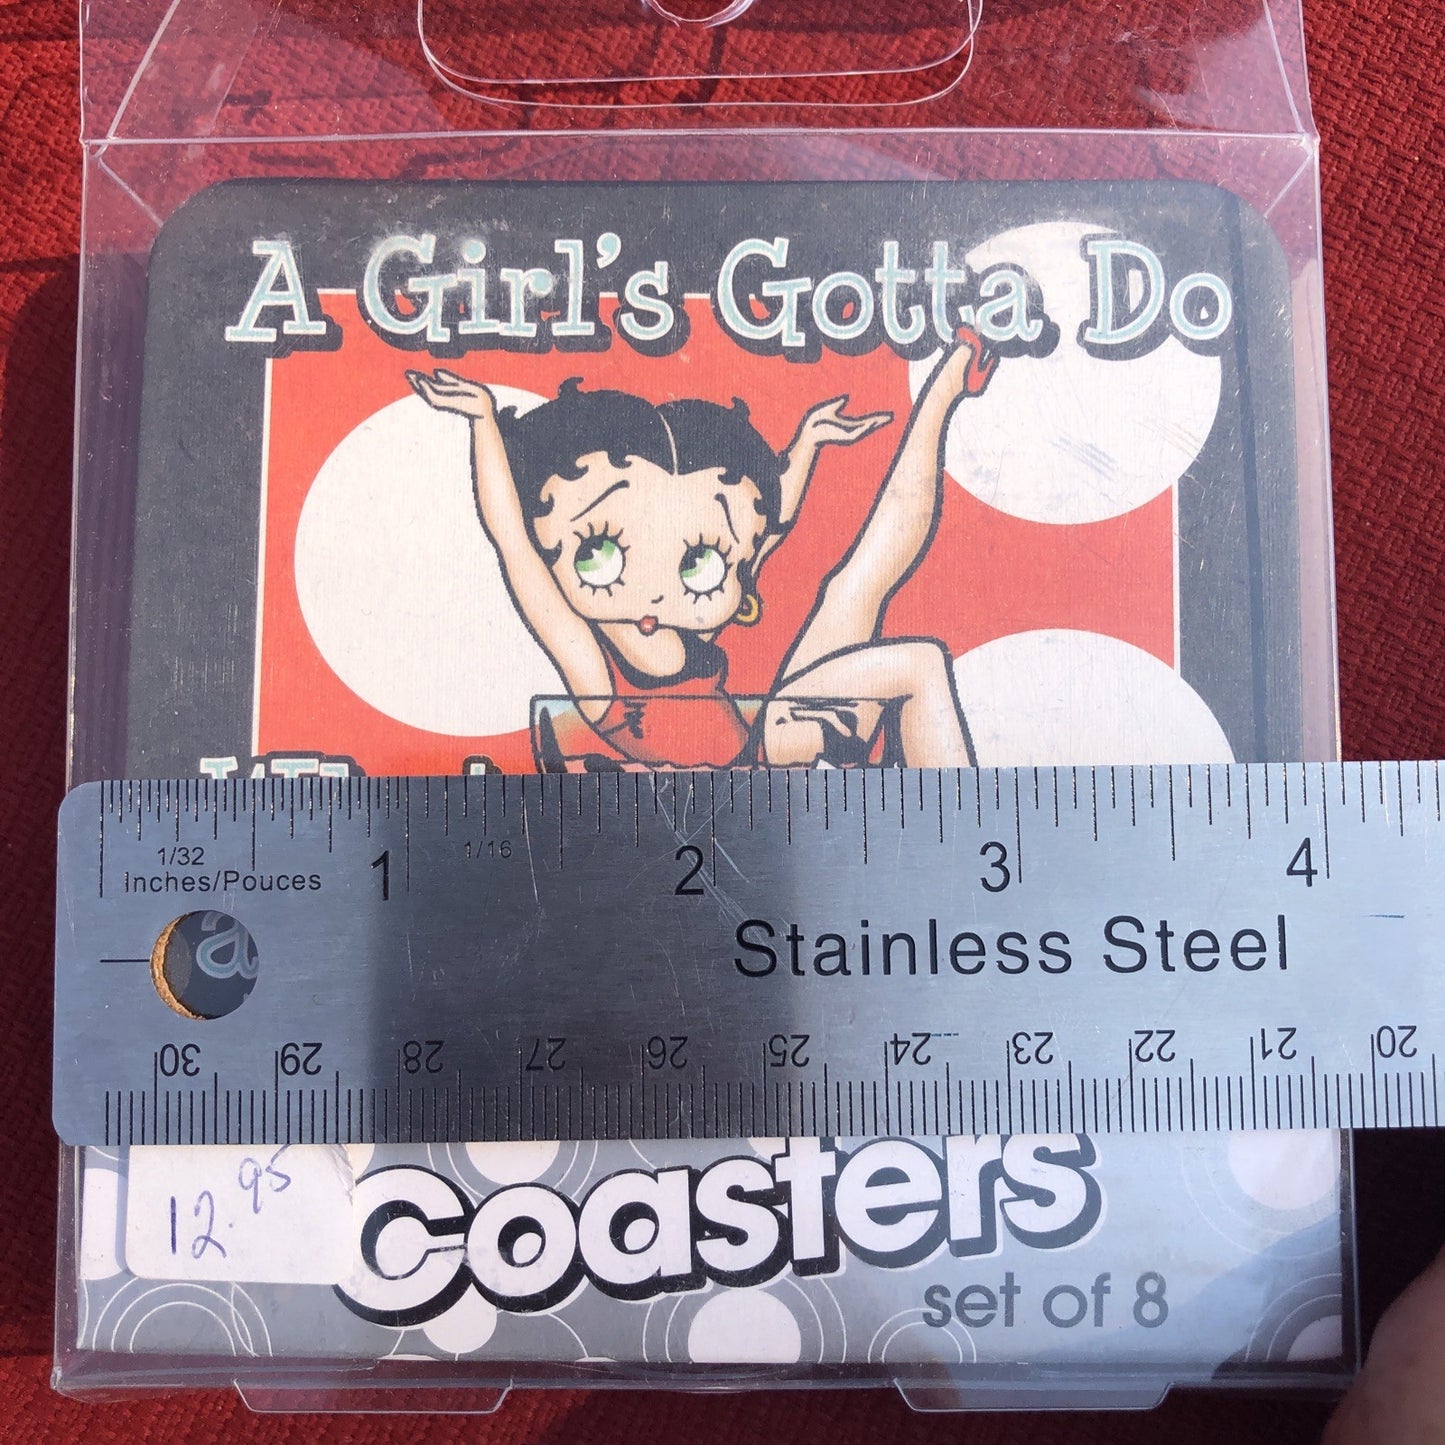 A Girl's Gotta Do
1 2 3 4
1/32 1/16
Inches/Pouces
a
Stainless Steel
30 29 28 27 26 25 24 23 22 21 20
12.95
coasters
set of 8